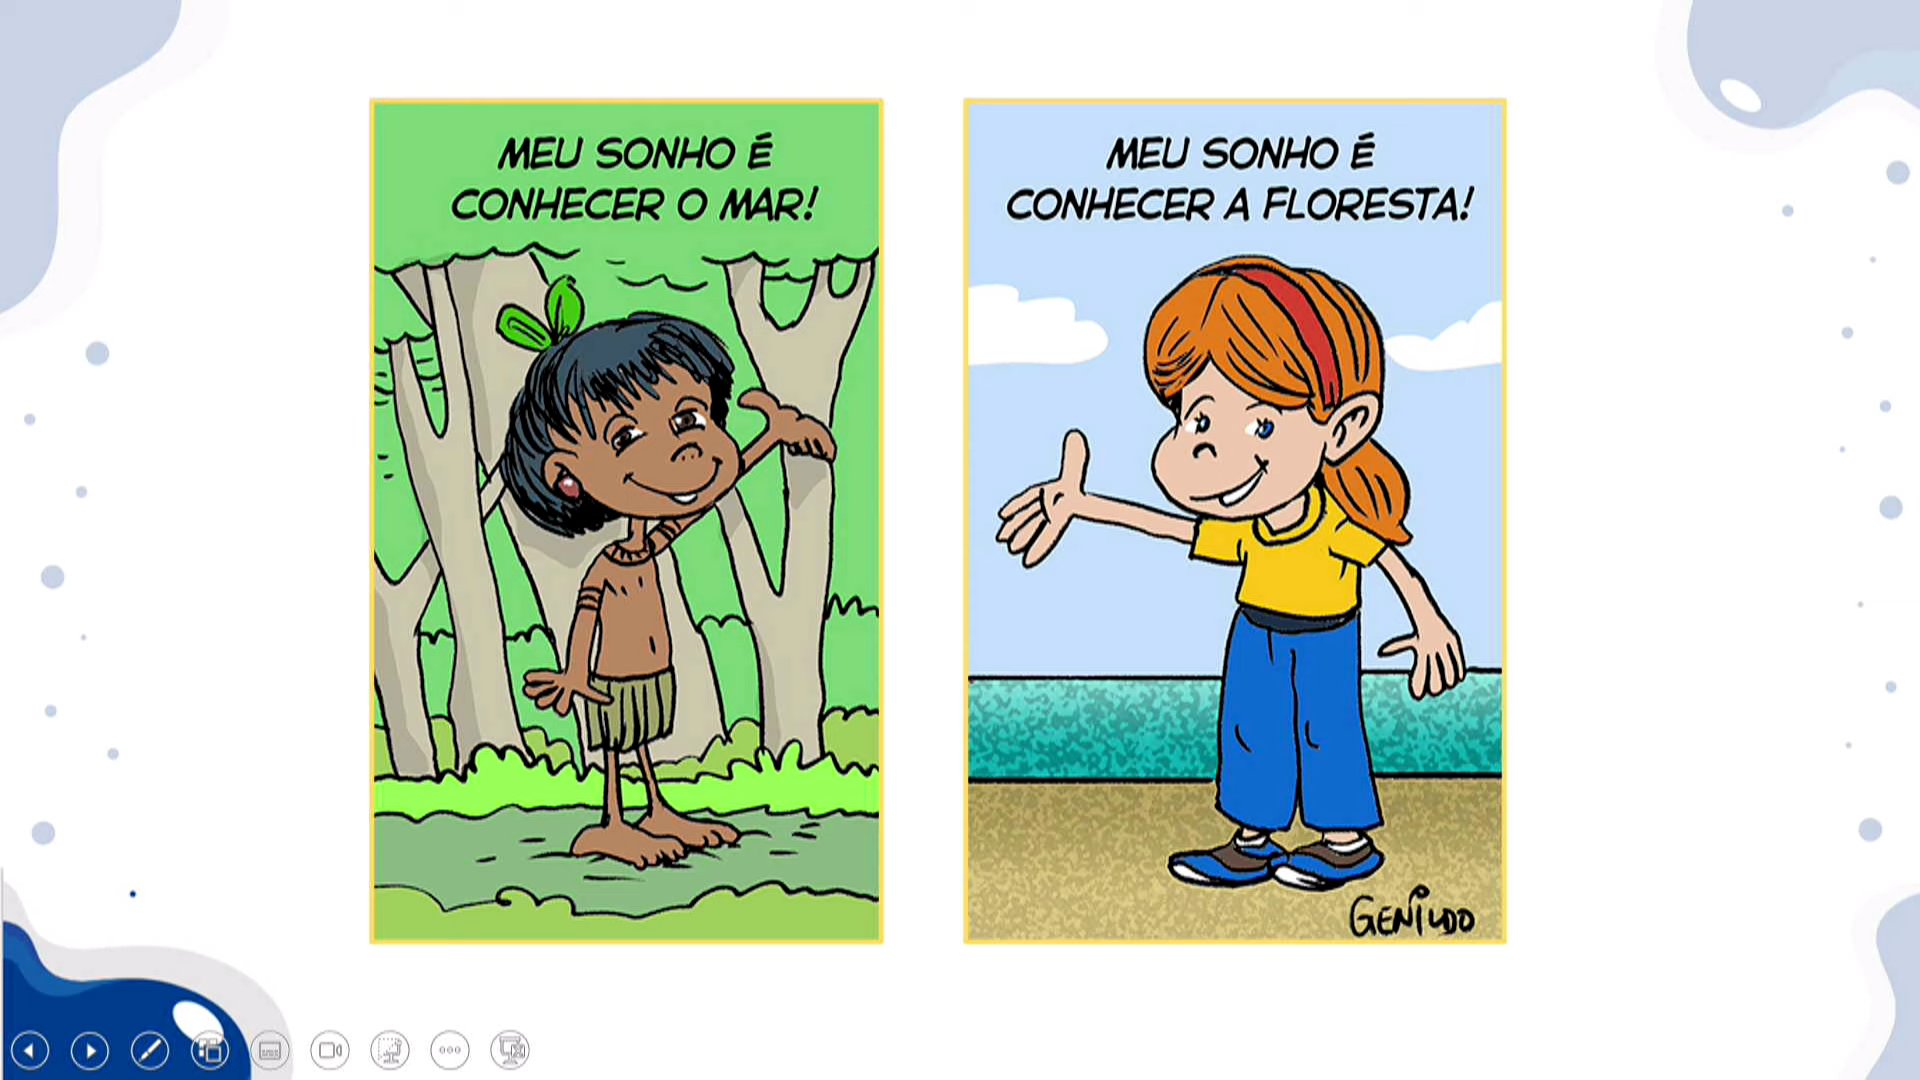 MEU SONHO É
CONHECER O MAR!
MEU SONHO É
CONHECER A FLORESTA!
GENILDO